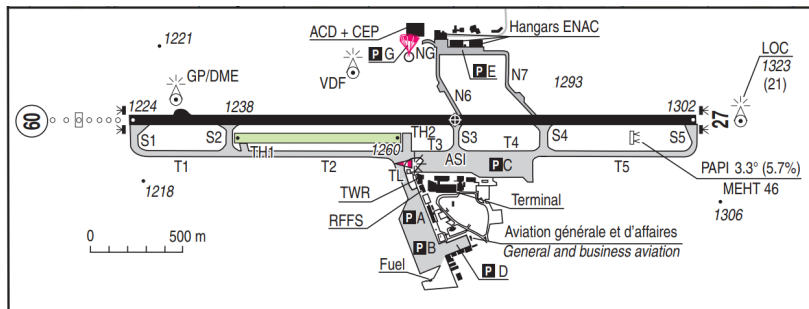 1221
ACD + CEP
Hangars ENAC
P G
NG
P E
GP/DME
VDF
N6
N7
1293
LOC
1323
(21)
1224
1238
1302
09
27
S1
S2
TH2
S3
S4
S5
TH1
1260
T3
T4
ASI
P C
T1
T2
TL
T5
PAPI 3.3° (5.7%)
MEHT 46
1218
TWR
RFFS
Terminal
1306
P A
0 500 m
P B
Aviation générale et d'affaires
General and business aviation
Fuel
P D